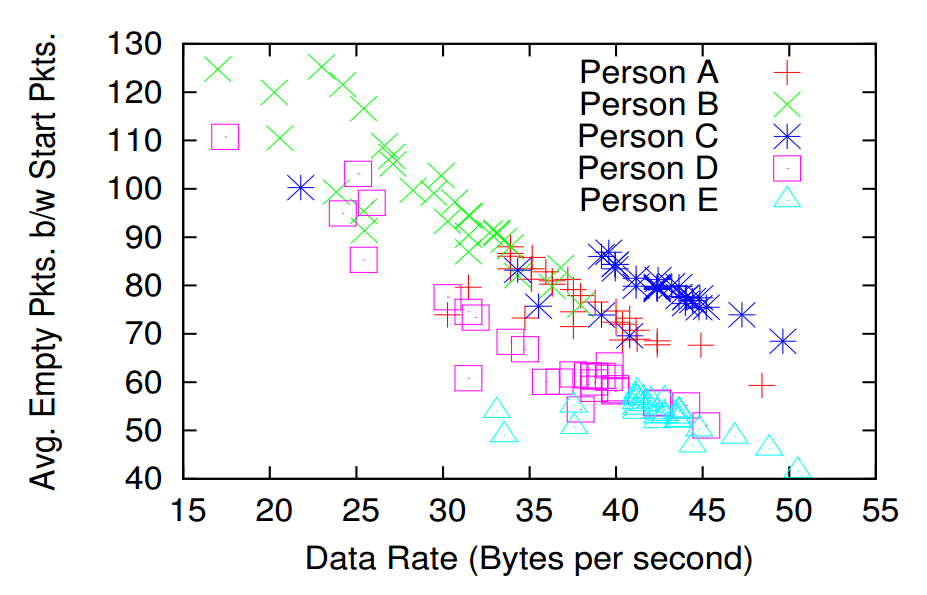 Avg. Empty Pkts. b/w Start Pkts.
130
120
110
100
90
80
70
60
50
40
Person A
Person B
Person C
Person D
Person E
15 20 25 30 35 40 45 50 55
Data Rate (Bytes per second)